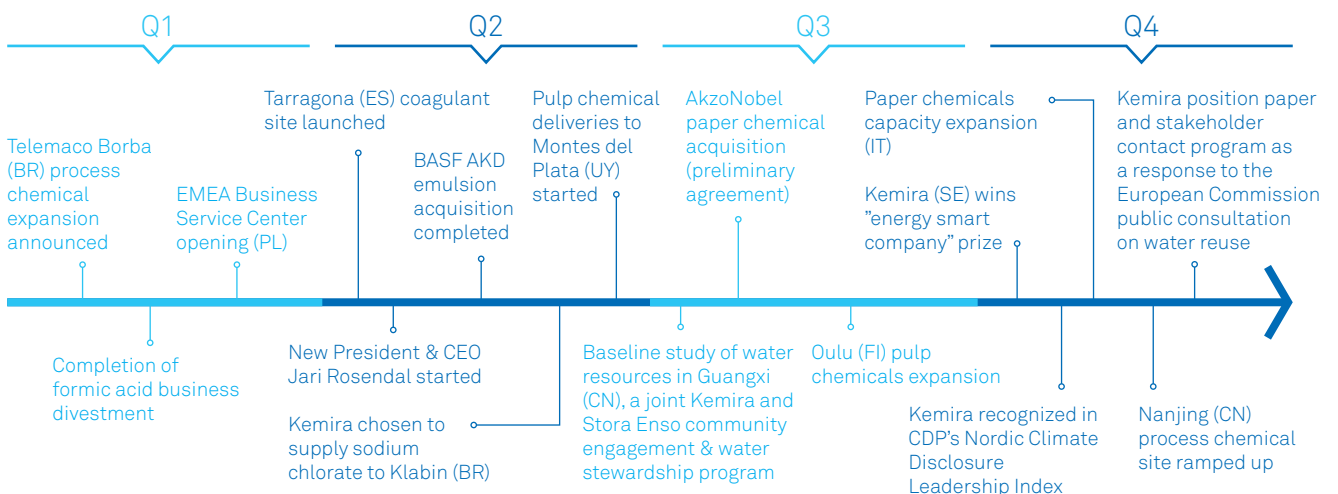 Q1
Q2
Q3
Q4
Telemaco Borba
(BR) process
chemical
expansion
announced
EMEA Business
Service Center
opening (PL)
Completion of
formic acid business
divestment
Tarragona (ES) coagulant
site launched
BASF AKD
emulsion
acquisition
completed
Pulp chemical
deliveries to
Montes del
Plata (UY)
started
New President & CEO
Jari Rosendal started
Kemira chosen to
supply sodium
chlorate to Klabin (BR)
AkzoNobel
paper chemical
acquisition
(preliminary
agreement)
Baseline study of water
resources in Guangxi
(CN), a joint Kemira and
Stora Enso community
engagement & water
stewardship program
Oulu (FI) pulp
chemicals expansion
Paper chemicals
capacity expansion
(IT)
Kemira (SE) wins
”energy smart
company” prize
Kemira position paper
and stakeholder
contact program as
a response to the
European Commission
public consultation
on water reuse
Kemira recognized in
CDP’s Nordic Climate
Disclosure
Leadership Index
Nanjing (CN)
process chemical
site ramped up